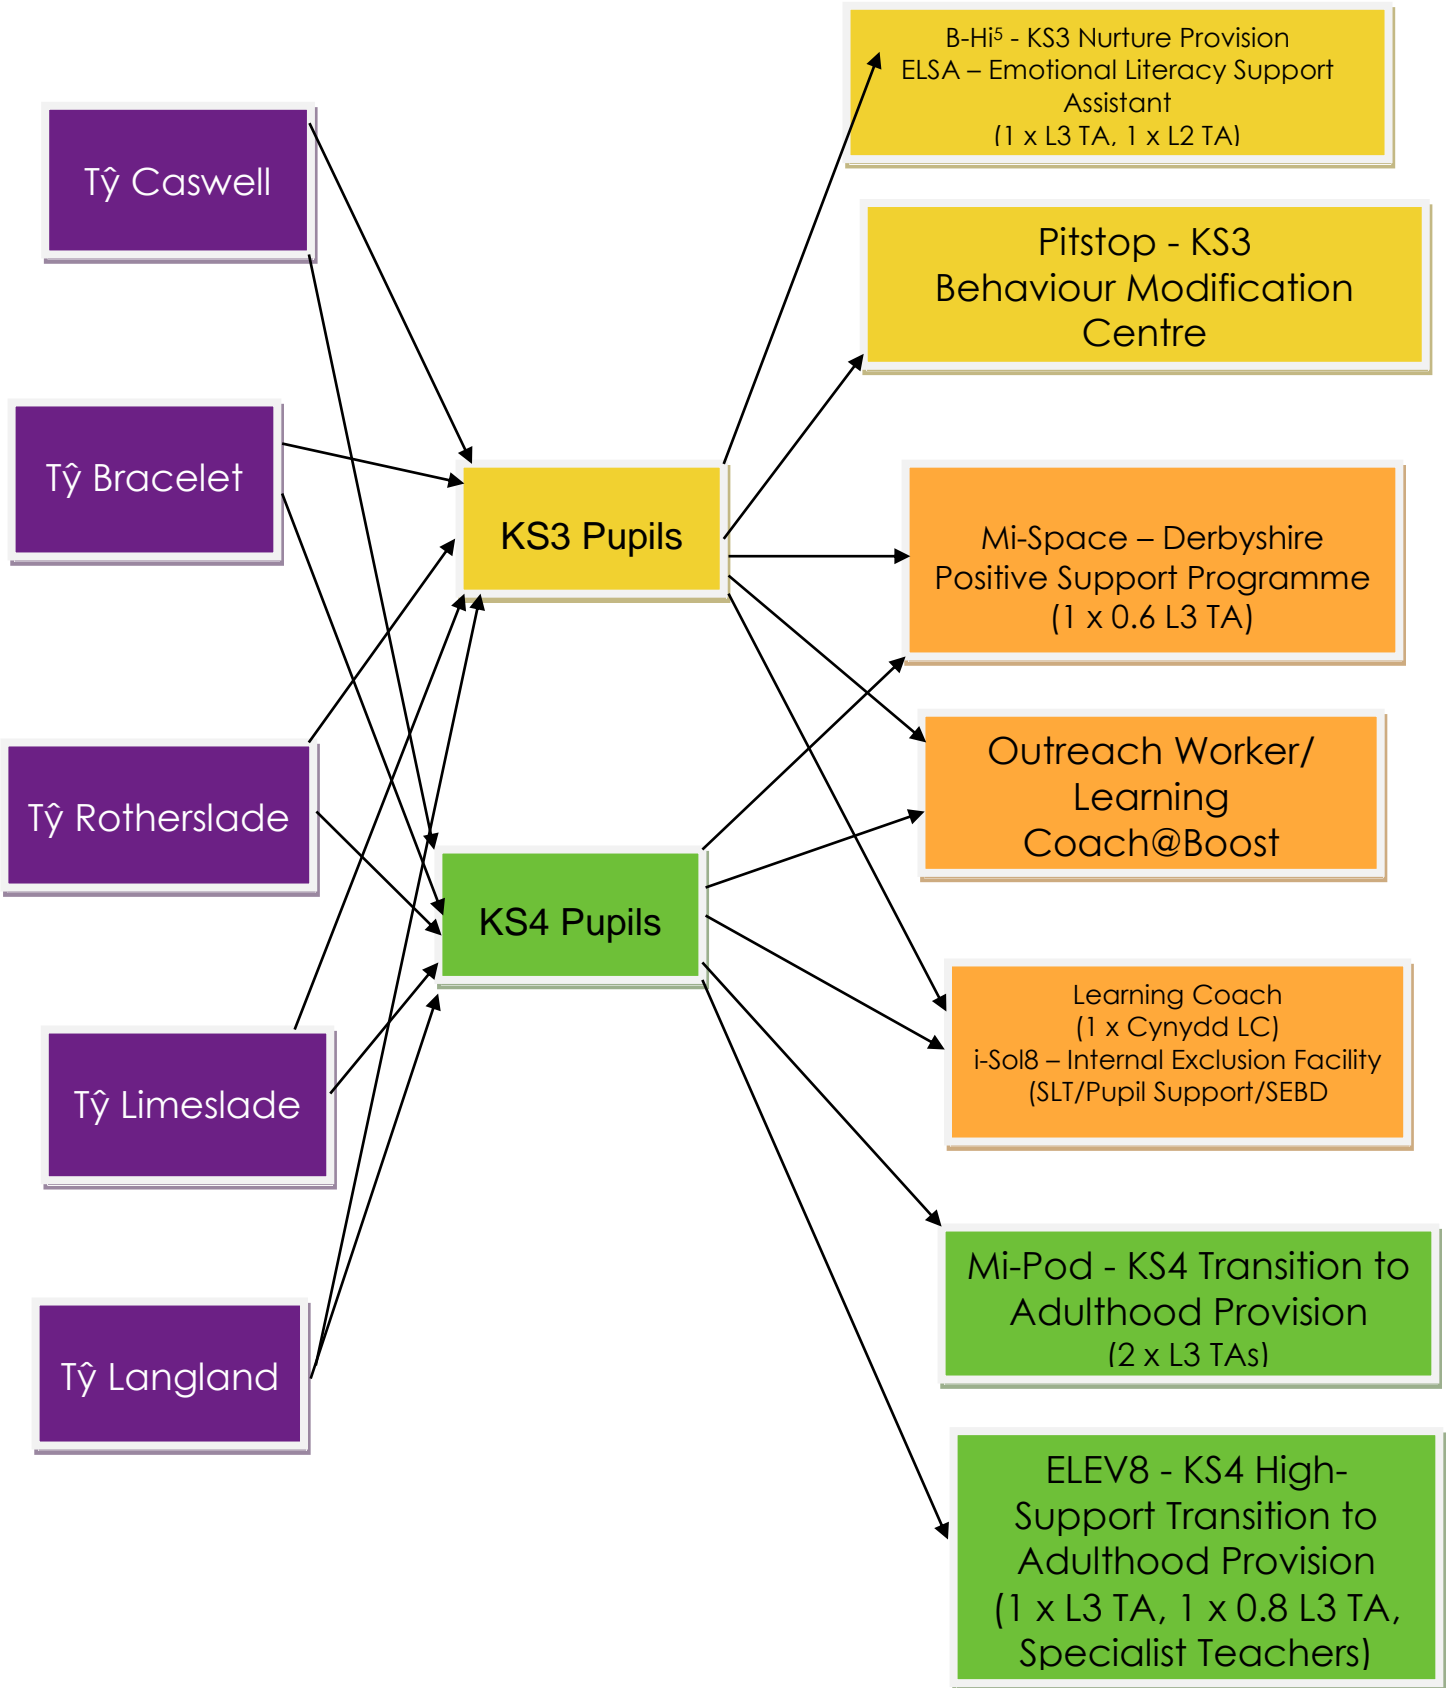 Tŷ Caswell
Tŷ Bracelet
Tŷ Rotherslade
Tŷ Limeslade
Tŷ Langland
KS3 Pupils
KS4 Pupils
B-Hi⁵ - KS3 Nurture Provision
ELSA – Emotional Literacy Support
Assistant
(1 x L3 TA, 1 x L2 TA)
Pitstop - KS3
Behaviour Modification
Centre
Mi-Space – Derbyshire
Positive Support Programme
(1 x 0.6 L3 TA)
Outreach Worker/
Learning
Coach@Boost
Learning Coach
(1 x Cynydd LC)
i-Sol8 – Internal Exclusion Facility
(SLT/Pupil Support/SEBD
Mi-Pod - KS4 Transition to
Adulthood Provision
(2 x L3 TAs)
ELEV8 - KS4 High-
Support Transition to
Adulthood Provision
(1 x L3 TA, 1 x 0.8 L3 TA,
Specialist Teachers)